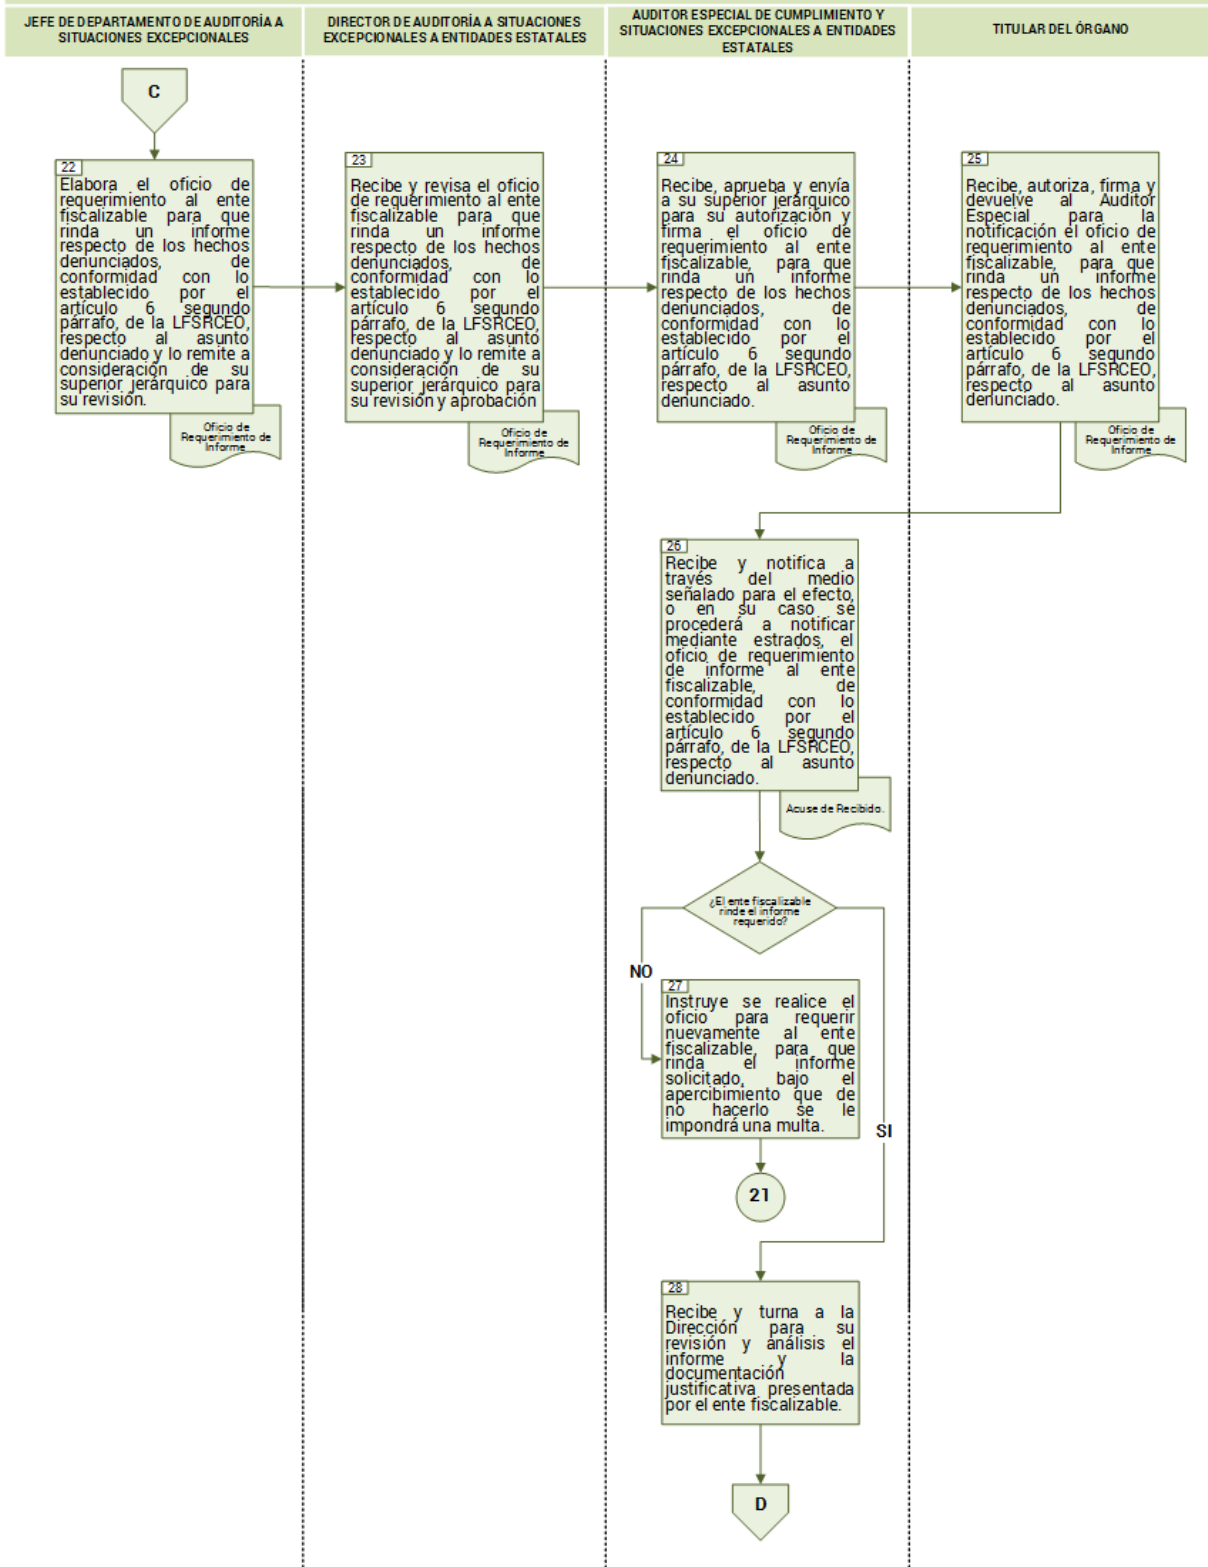 JEFE DE DEPARTAMENTO DE AUDITORÍA A
SITUACIONES EXCEPCIONALES
DIRECTOR DE AUDITORÍA A SITUACIONES
EXCEPCIONALES A ENTIDADES ESTATALES
AUDITOR ESPECIAL DE CUMPLIMIENTO Y
SITUACIONES EXCEPCIONALES A ENTIDADES
ESTATALES
TITULAR DEL ÓRGANO
C
22
Elabora el oficio de
requerimiento al ente
fiscalizable para que
rinda un informe
respecto de los hechos
denunciados, de
conformidad con lo
establecido por el
artículo 6 segundo
párrafo, de la LFSRCEO,
respecto al asunto
denunciado y lo remite a
consideración de su
superior jerárquico para
su revisión.
Oficio de
Requerimiento de
Informe
23
Recibe y revisa el oficio
de requerimiento al ente
fiscalizable para que
rinda un informe
respecto de los hechos
denunciados, de
conformidad con lo
establecido por el
artículo 6 segundo
párrafo, de la LFSRCEO,
respecto al asunto
denunciado y lo remite a
consideración de su
superior jerárquico para
su revisión y aprobación
Oficio de
Requerimiento de
Informe
24
Recibe, aprueba y envía
a su superior jerárquico
para su autorización y
firma el oficio de
requerimiento al ente
fiscalizable, para que
rinda un informe
respecto de los hechos
denunciados, de
conformidad con lo
establecido por el
artículo 6 segundo
párrafo, de la LFSRCEO,
respecto al asunto
denunciado.
Oficio de
Requerimiento de
Informe
25
Recibe, autoriza, firma y
devuelve al Auditor
Especial para la
notificación el oficio de
requerimiento al ente
fiscalizable, para que
rinda un informe
respecto de los hechos
denunciados, de
conformidad con lo
establecido por el
artículo 6 segundo
párrafo, de la LFSRCEO,
respecto al asunto
denunciado.
Oficio de
Requerimiento de
Informe
26
Recibe y notifica a
través del medio
señalado para el efecto,
o en su caso se
procederá a notificar
mediante estrados, el
oficio de requerimiento
de informe al ente
fiscalizable, de
conformidad con lo
establecido por el
artículo 6 segundo
párrafo, de la LFSRCEO,
respecto al asunto
denunciado.
Acuse de Recibido.
¿El ente fiscalizable
rinde el informe
requerido?
NO
27
Instruye se realice el
oficio para requerir
nuevamente al ente
fiscalizable, para que
rinda el informe
solicitado, bajo el
apercibimiento que de
no hacerlo se le
impondrá una multa.
SI
21
28
Recibe y turna a la
Dirección para su
revisión y análisis el
informe y la
documentación
justificativa presentada
por el ente fiscalizable.
D